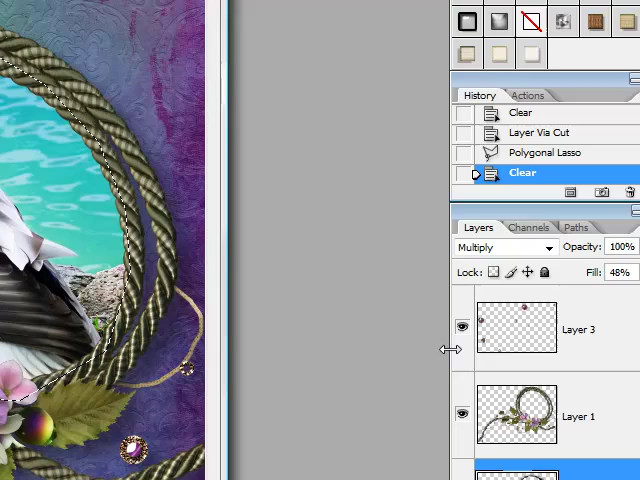 History Actions
Clear
Layer Via Cut
Polygonal Lasso
Clear
Layers Channels Paths
Multiply Opacity: 100%
Lock: Fill: 48%
Layer 3
Layer 1